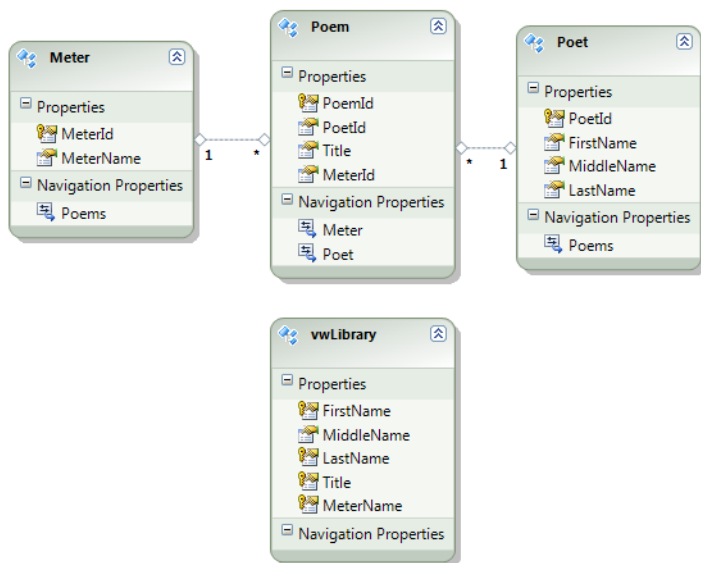 Meter
Properties
MeterId
MeterName
Navigation Properties
Poems
1
*
Poem
Properties
PoemId
PoetId
Title
MeterId
Navigation Properties
Meter
Poet
*
1
Poet
Properties
PoetId
FirstName
MiddleName
LastName
Navigation Properties
Poems
vwLibrary
Properties
FirstName
MiddleName
LastName
Title
MeterName
Navigation Properties